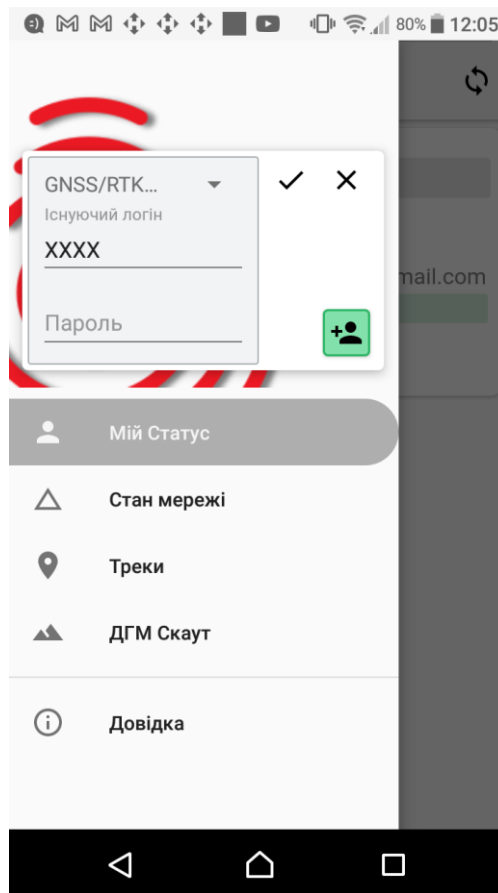 80% 12:05
GNSS/RTK...
Існуючий логін
XXXX
mail.com
Пароль
Мій Статус
Стан мережі
Треки
ДГМ Скаут
Довідка